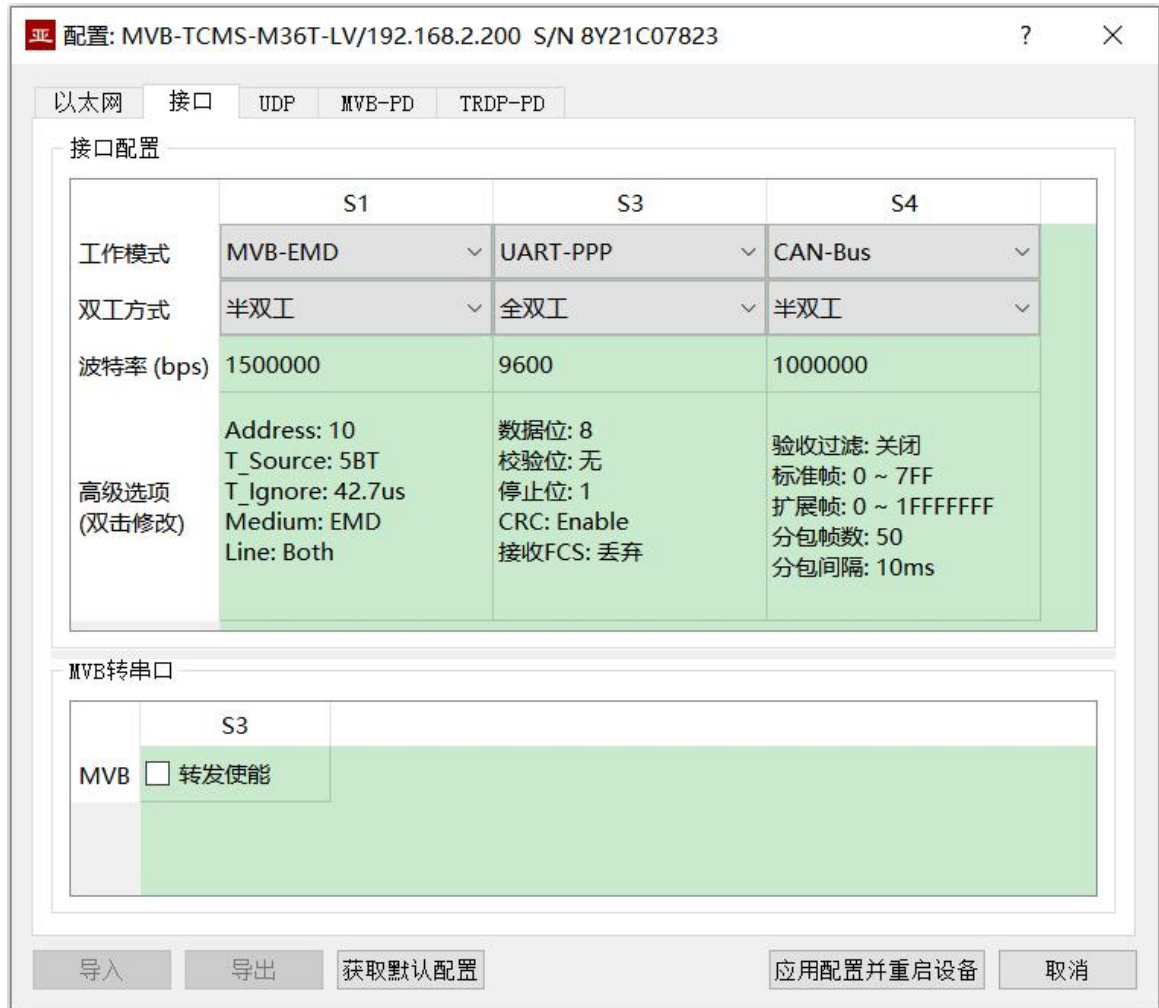 亚 配置: MVB-TCMS-M36T-LV/192.168.2.200 S/N 8Y21C07823 ?
以太网 接口 UDP MVB-PD TRDP-PD
接口配置
S1 S3 S4
工作模式 MVB-EMD UART-PPP CAN-Bus
双工方式 半双工 全双工 半双工
波特率 (bps) 1500000 9600 1000000
高级选项
(双击修改)
Address: 10
T_Source: 5BT
T_Ignore: 42.7us
Medium: EMD
Line: Both
数据位: 8
校验位: 无
停止位: 1
CRC: Enable
接收FCS: 丢弃
验收过滤: 关闭
标准帧: 0 ~ 7FF
扩展帧: 0 ~ 1FFFFFFF
分包帧数: 50
分包间隔: 10ms
MVB转串口
S3
MVB 转发使能
导入 导出 获取默认配置 应用配置并重启设备 取消